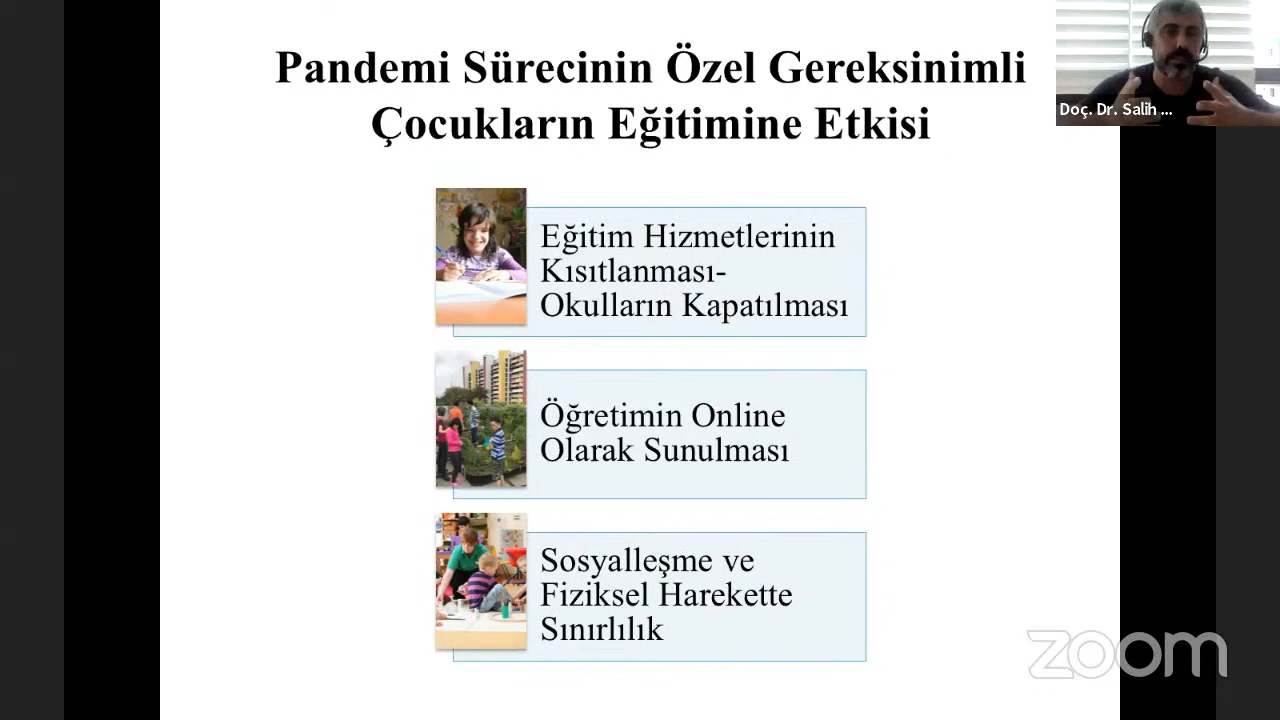 Pandemi Sürecinin Özel Gereksinimli
Çocukların Eğitimine Etkisi
Doç. Dr. Salih ...
Eğitim Hizmetlerinin
Kısıtlanması-
Okulların Kapatılması
Öğretimin Online
Olarak Sunulması
Sosyalleşme ve
Fiziksel Harekette
Sınırlılık
zoom